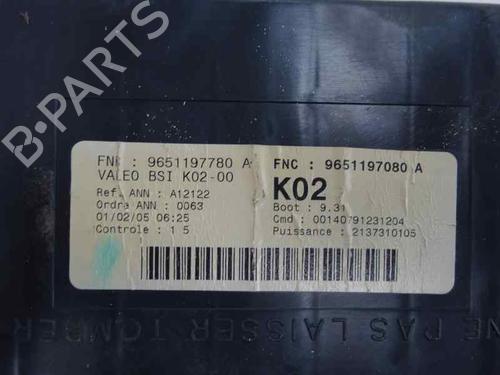 FNC : 9651197780 A
VALEO BSI K02-00
Ref. ANN : A12122
Ordre ANN : 0063
01/02/05 06:25
Controle : 1 5
FNC : 9651197080 A
K02
Boot : 9.31
Cmd : 00140791231204
Puissance : 2137310105
NE PAS LAISSER TOMBER
B-PARTS